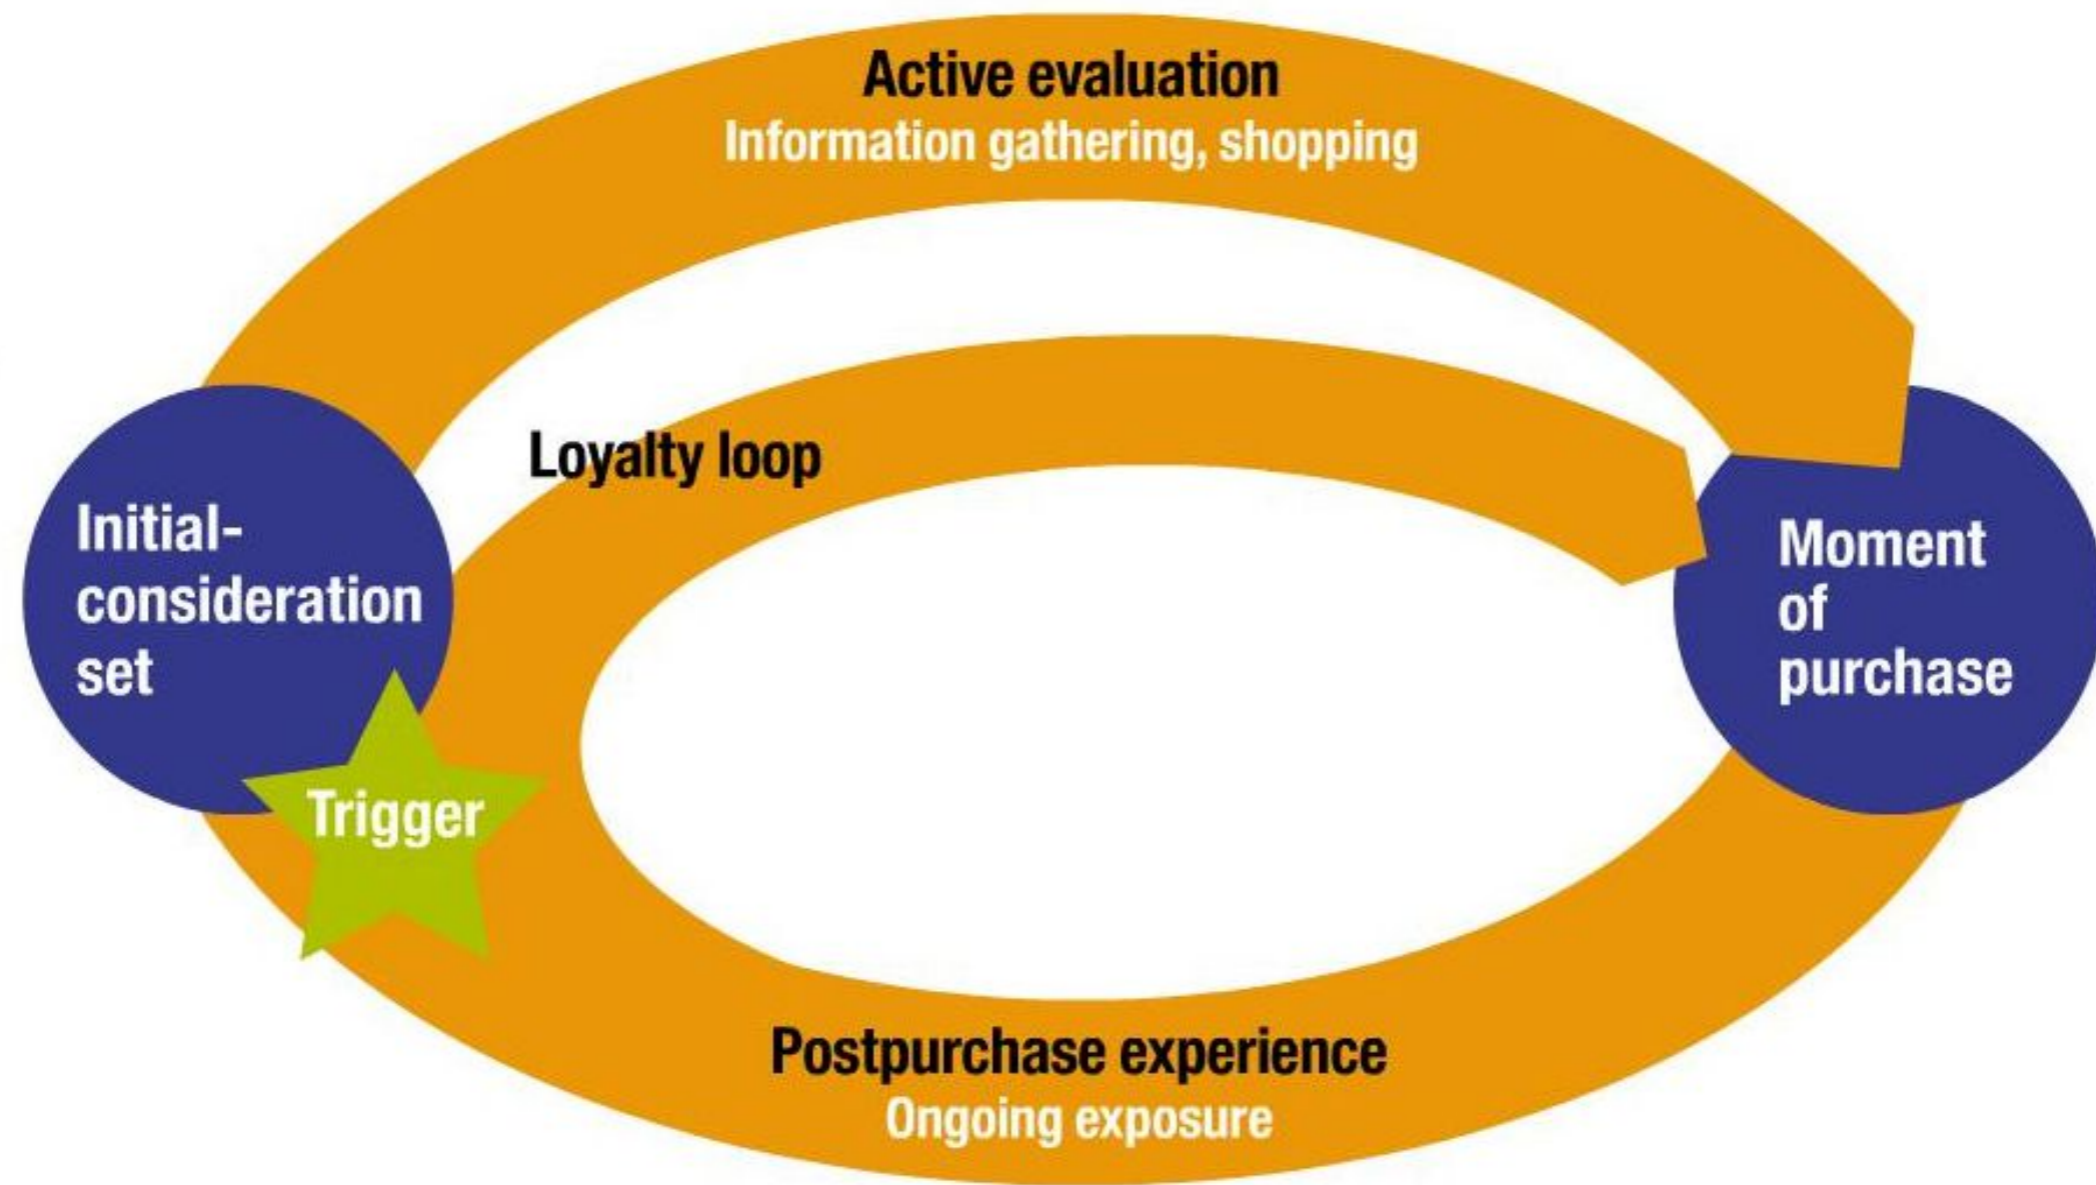 Active evaluation
Information gathering, shopping
Loyalty loop
Initial-
consideration
set
Moment
of
purchase
Trigger
Postpurchase experience
Ongoing exposure